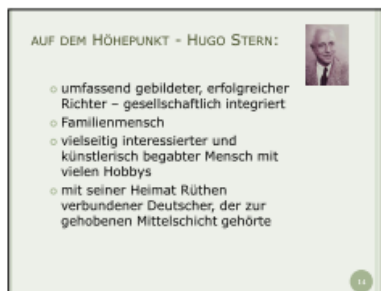 AUF DEM HÖHEPUNKT - HUGO STERN:
umfassend gebildeter, erfolgreicher
Richter – gesellschaftlich integriert
Familienmensch
vielseitig interessierter und
künstlerisch begabter Mensch mit
vielen Hobbys
mit seiner Heimat Rüthen
verbundener Deutscher, der zur
gehobenen Mittelschicht gehörte
14